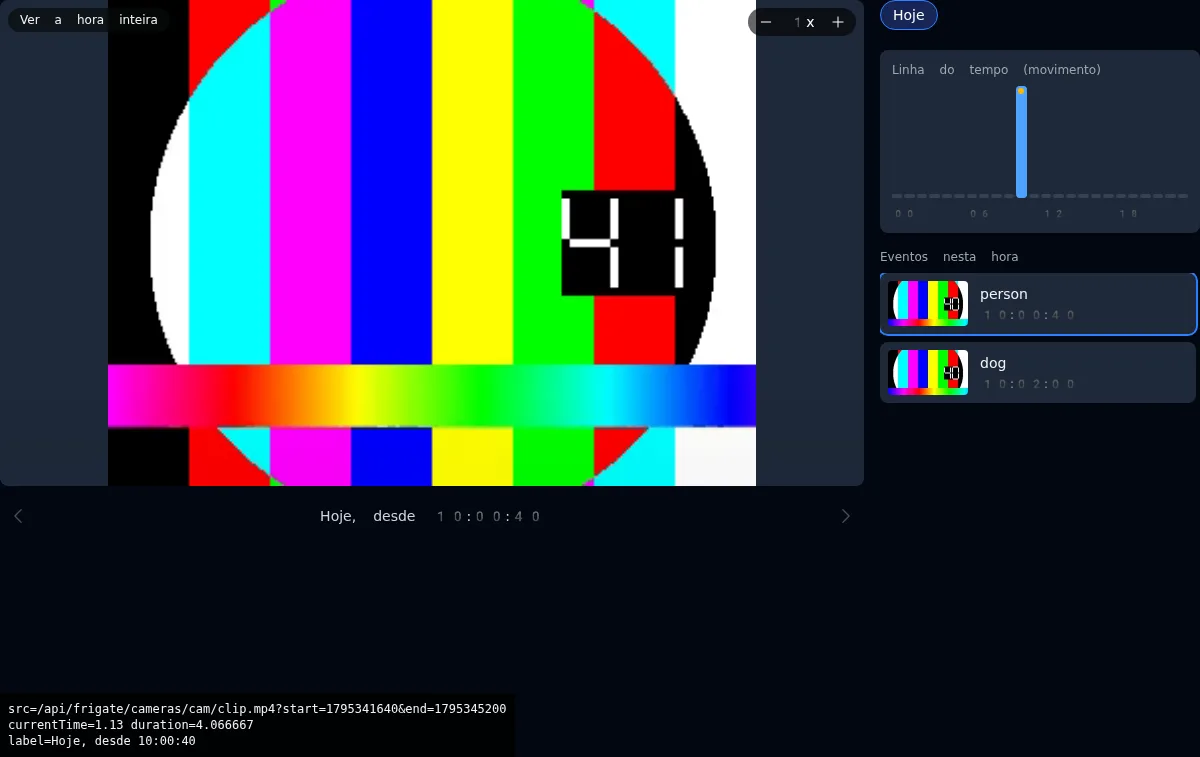 Ver a hora inteira
− 1 x +
Hoje
Linha do tempo (movimento)
00 06 12 18
41
Eventos nesta hora
person
10:00:40
dog
10:02:00
Hoje, desde 10:00:40
src=/api/frigate/cameras/cam/clip.mp4?start=1795341640&end=1795345200
currentTime=1.13 duration=4.066667
label=Hoje, desde 10:00:40